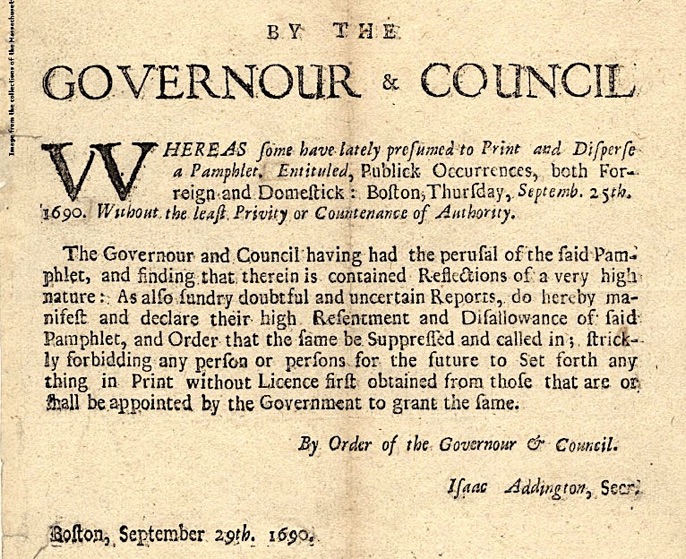 Image from the collections of the Massachusett
BY THE
GOVERNOUR & COUNCIL
WHEREAS ſome have lately preſumed to Print and Diſperſe
a Pamphlet, Entituled, Publick Occurrences, both For-
reign and Domeſtick : Boſton, Thurſday, Septemb. 25th.
1690. Without the leaſt Privity or Countenance of Authority.
The Governour and Council having had the peruſal of the ſaid Pam-
phlet, and finding that therein is contained Reflections of a very high
nature : As alſo ſundry doubtful and uncertain Reports, do hereby ma-
nifeſt and declare their high Reſentment and Diſallowance of ſaid
Pamphlet, and Order that the ſame be Suppreſſed and called in ; ſtrick-
ly forbidding any perſon or perſons for the future to Set forth any
thing in Print without Licence firſt obtained from thoſe that are or
ſhall be appointed by the Government to grant the ſame.
By Order of the Governour & Council.
Iſaac Addington, Secr.
Boſton, September 29th. 1690.